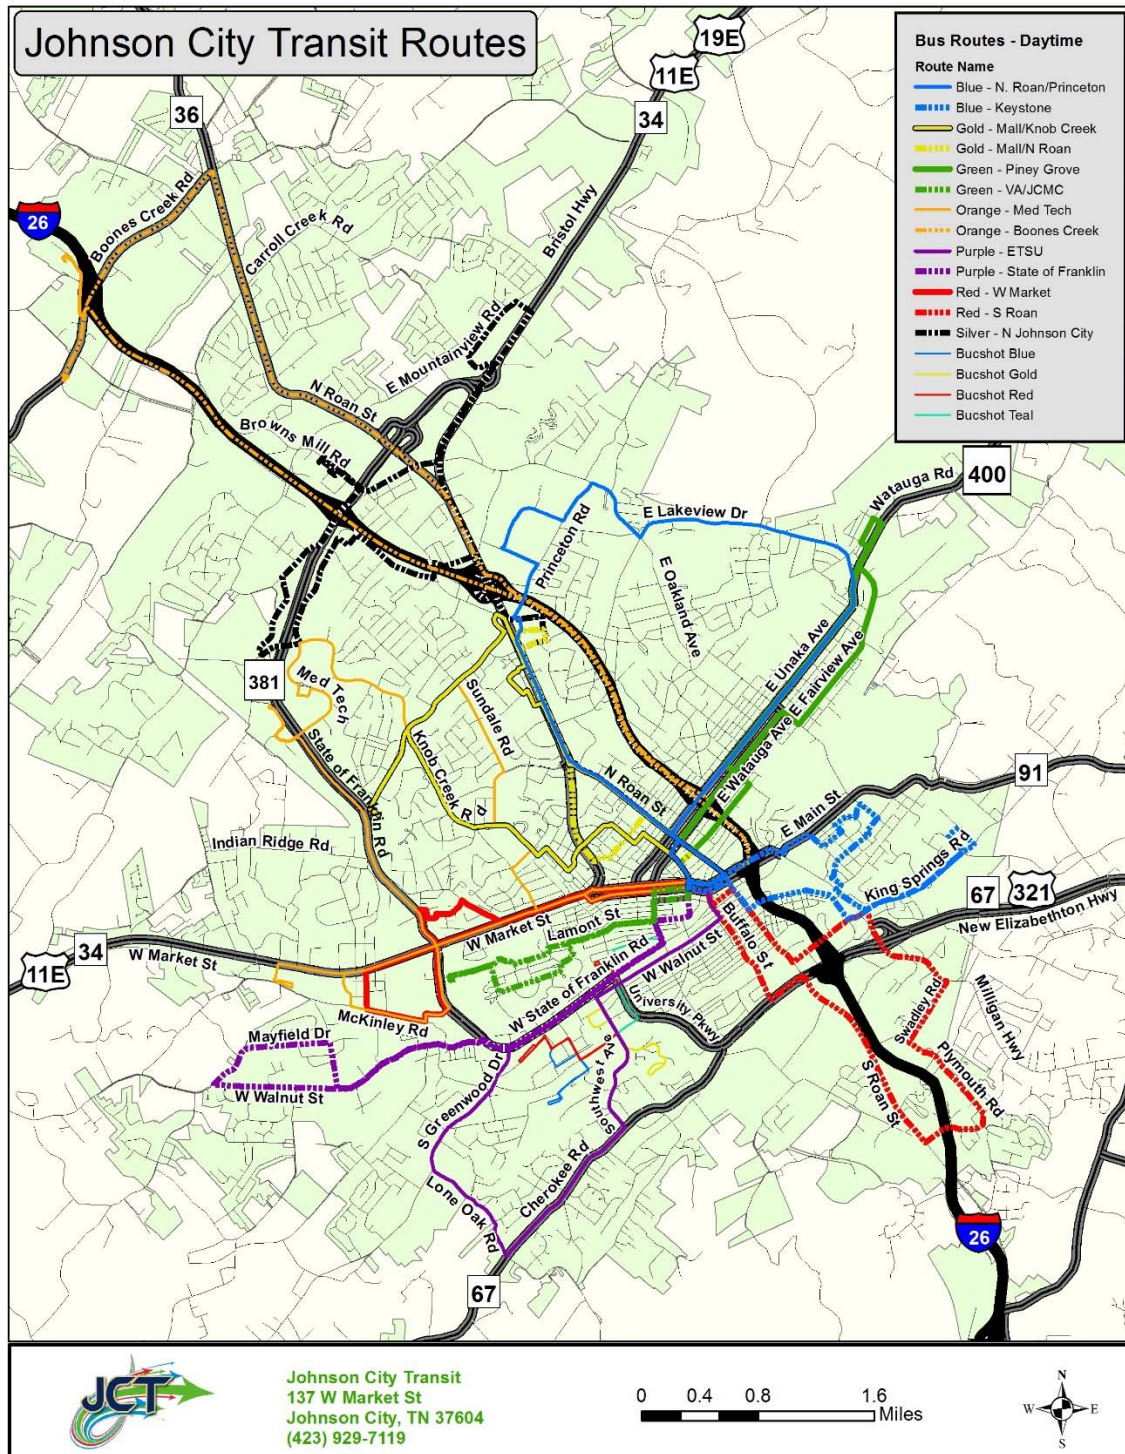 Johnson City Transit Routes
19E
11E
34
36
26
Bus Routes - Daytime
Route Name
Blue - N. Roan/Princeton
Blue - Keystone
Gold - Mall/Knob Creek
Gold - Mall/N Roan
Green - Piney Grove
Green - VA/JCMC
Orange - Med Tech
Orange - Boones Creek
Purple - ETSU
Purple - State of Franklin
Red - W Market
Red - S Roan
Silver - N Johnson City
Bucshot Blue
Bucshot Gold
Bucshot Red
Bucshot Teal
Boones Creek Rd
Carroll Creek Rd
Bristol Hwy
E Mountainview Rd
N Roan St
Browns Mill Rd
Watauga Rd
400
E Lakeview Dr
Princeton Rd
E Oakland Ave
E Unaka Ave
E Fairview Ave
381
Med Tech
Sundale Rd
State of Franklin Rd
Knob Creek Rd
N Roan St
E Watauga Ave
E Main St
91
Indian Ridge Rd
King Springs Rd
67
321
New Elizabethton Hwy
34
11E
W Market St
W Market St
Lamont St
Buffalo St
W State of Franklin Rd
W Walnut St
University Pkwy
McKinley Rd
Mayfield Dr
W Walnut St
S Greenwood Dr
Southwest Ave
Swadley Rd
Milligan Hwy
Plymouth Rd
S Roan St
Cherokee Rd
Lone Oak Rd
67
26
JCT
Johnson City Transit
137 W Market St
Johnson City, TN 37604
(423) 929-7119
0 0.4 0.8 1.6
Miles
N
W E
S